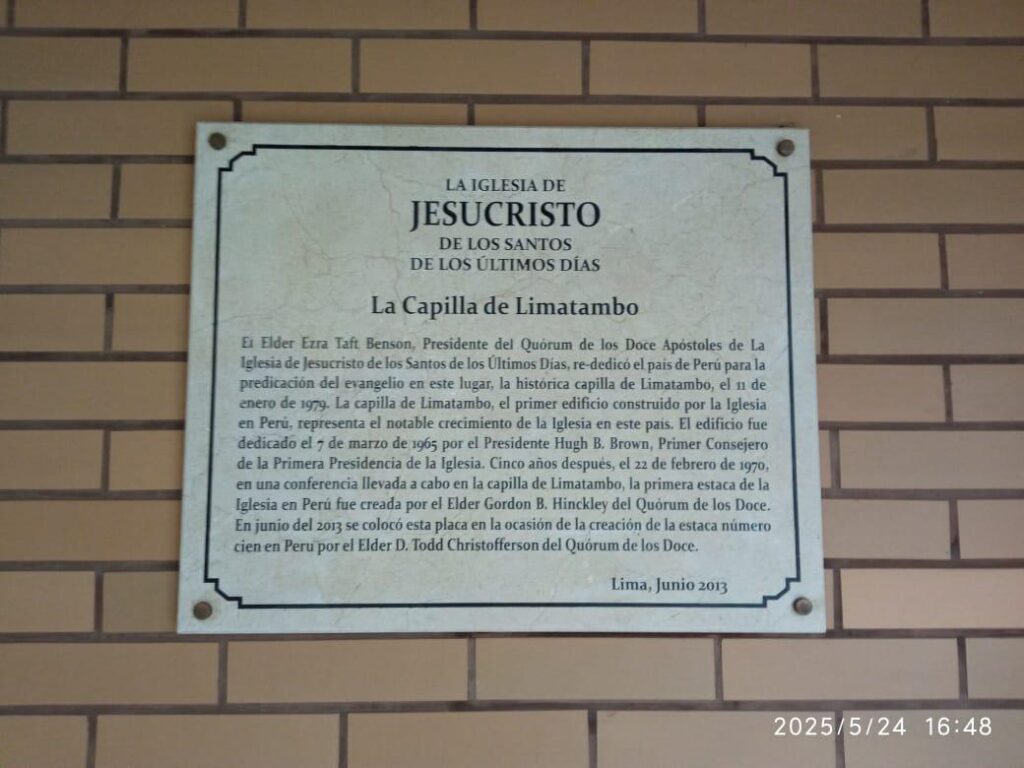 LA IGLESIA DE
JESUCRISTO
DE LOS SANTOS
DE LOS ÚLTIMOS DÍAS
La Capilla de Limatambo
El Elder Ezra Taft Benson, Presidente del Quórum de los Doce Apóstoles de La
Iglesia de Jesucristo de los Santos de los Últimos Días, re-dedicó el país de Perú para la
predicación del evangelio en este lugar, la histórica capilla de Limatambo, el 11 de
enero de 1979. La capilla de Limatambo, el primer edificio construido por la Iglesia
en Perú, representa el notable crecimiento de la Iglesia en este país. El edificio fue
dedicado el 7 de marzo de 1965 por el Presidente Hugh B. Brown, Primer Consejero
de la Primera Presidencia de la Iglesia. Cinco años después, el 22 de febrero de 1970,
en una conferencia llevada a cabo en la capilla de Limatambo, la primera estaca de la
Iglesia en Perú fue creada por el Elder Gordon B. Hinckley del Quórum de los Doce.
En junio del 2013 se colocó esta placa en la ocasión de la creación de la estaca número
cien en Peru por el Elder D. Todd Christofferson del Quórum de los Doce.
Lima, Junio 2013
2025/5/24 16:48